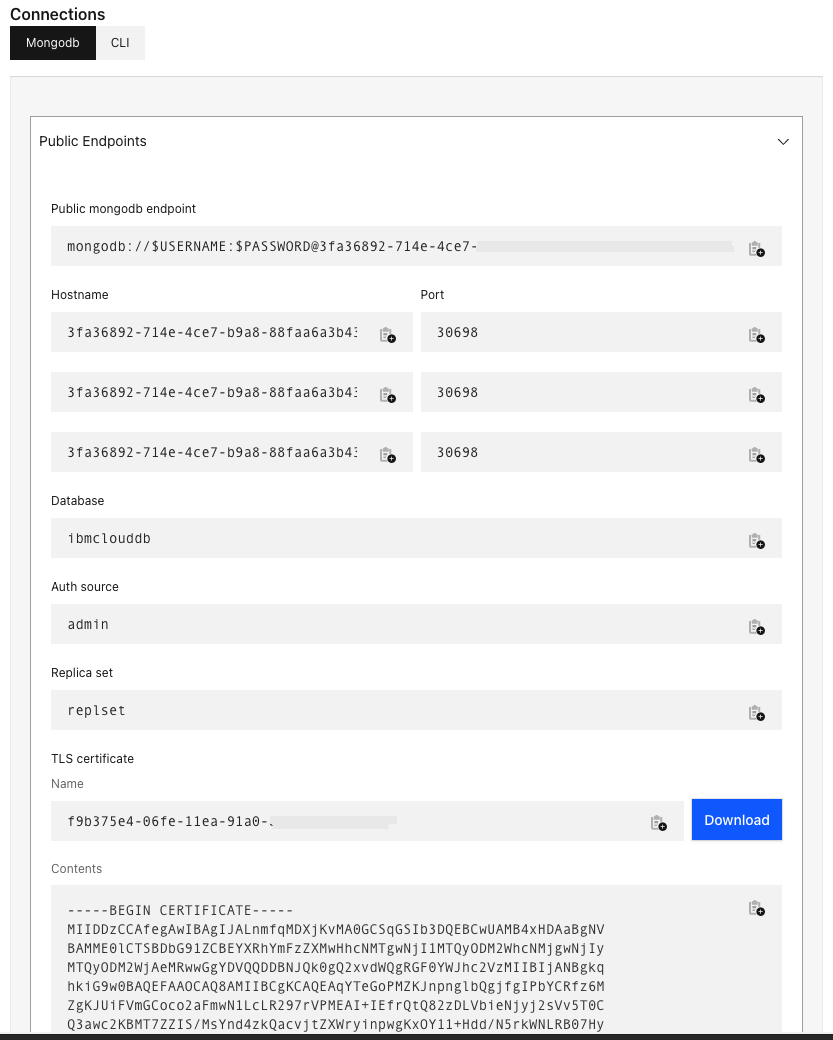 Connections
Mongodb CLI
Public Endpoints
Public mongodb endpoint
mongodb://$USERNAME:$PASSWORD@3fa36892-714e-4ce7-
Hostname Port
3fa36892-714e-4ce7-b9a8-88faa6a3b43 30698
3fa36892-714e-4ce7-b9a8-88faa6a3b43 30698
3fa36892-714e-4ce7-b9a8-88faa6a3b43 30698
Database
ibmclouddb
Auth source
admin
Replica set
replset
TLS certificate
Name
f9b375e4-06fe-11ea-91a0-
Download
Contents
-----BEGIN CERTIFICATE-----
MIIDDzCCAfegAwIBAgIJALnmfqMDXjKvMA0GCSqGSIb3DQEBCwUAMB4xHDAaBgNV
BAMME0lCTSBDbG91ZCBEYXRhYmFzZXMwHhcNMTgwNjI1MTQyODM2WhcNMjgwNjIy
MTQyODM2WjAeMRwwGgYDVQQDDBNJQk0gQ2xvdWQgRGF0YWJhc2VzMIIBIjANBgkq
hkiG9w0BAQEFAAOCAQ8AMIIBCgKCAQEAqYTeGoPMZKJnpnglbQgjfgIPbYCRfz6M
ZgKJUiFVmGCoco2aFmwN1LcLR297rVPMEAI+IEfrQtQ82zDLVbieNjyj2sVv5T0C
Q3awc2KBMT7ZZIS/MsYnd4zkQacvjtZXWryinpwgKxOY11+Hdd/N5rkWNLRB07Hy